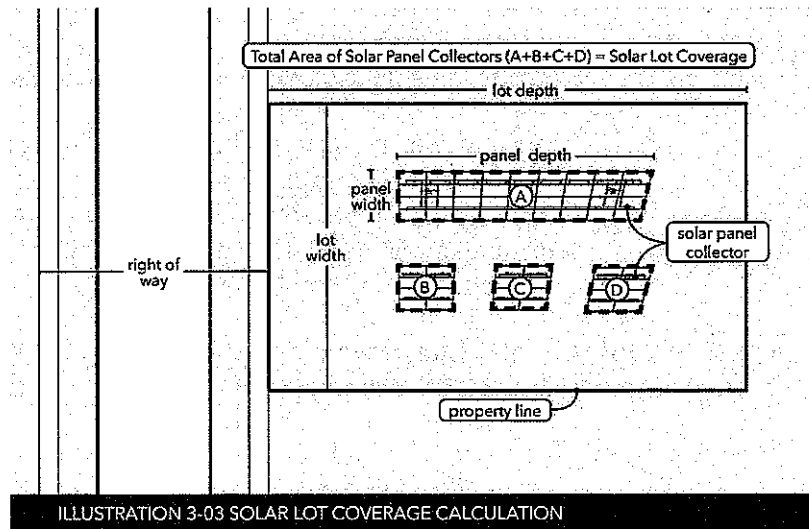 Total Area of Solar Panel Collectors (A+B+C+D) = Solar Lot Coverage
lot depth
panel depth
panel
width
A
solar panel
collector
lot
width
right of
way
B
C
D
property line
ILLUSTRATION 3-03 SOLAR LOT COVERAGE CALCULATION